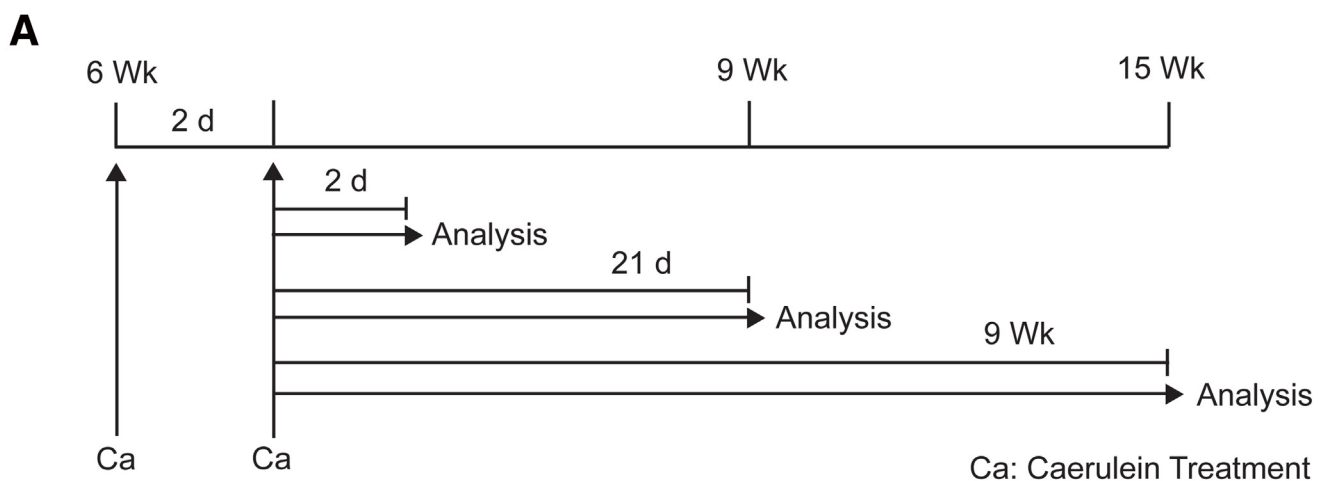 A
6 Wk
9 Wk
15 Wk
2 d
2 d
Analysis
21 d
Analysis
9 Wk
Analysis
Ca
Ca
Ca: Caerulein Treatment